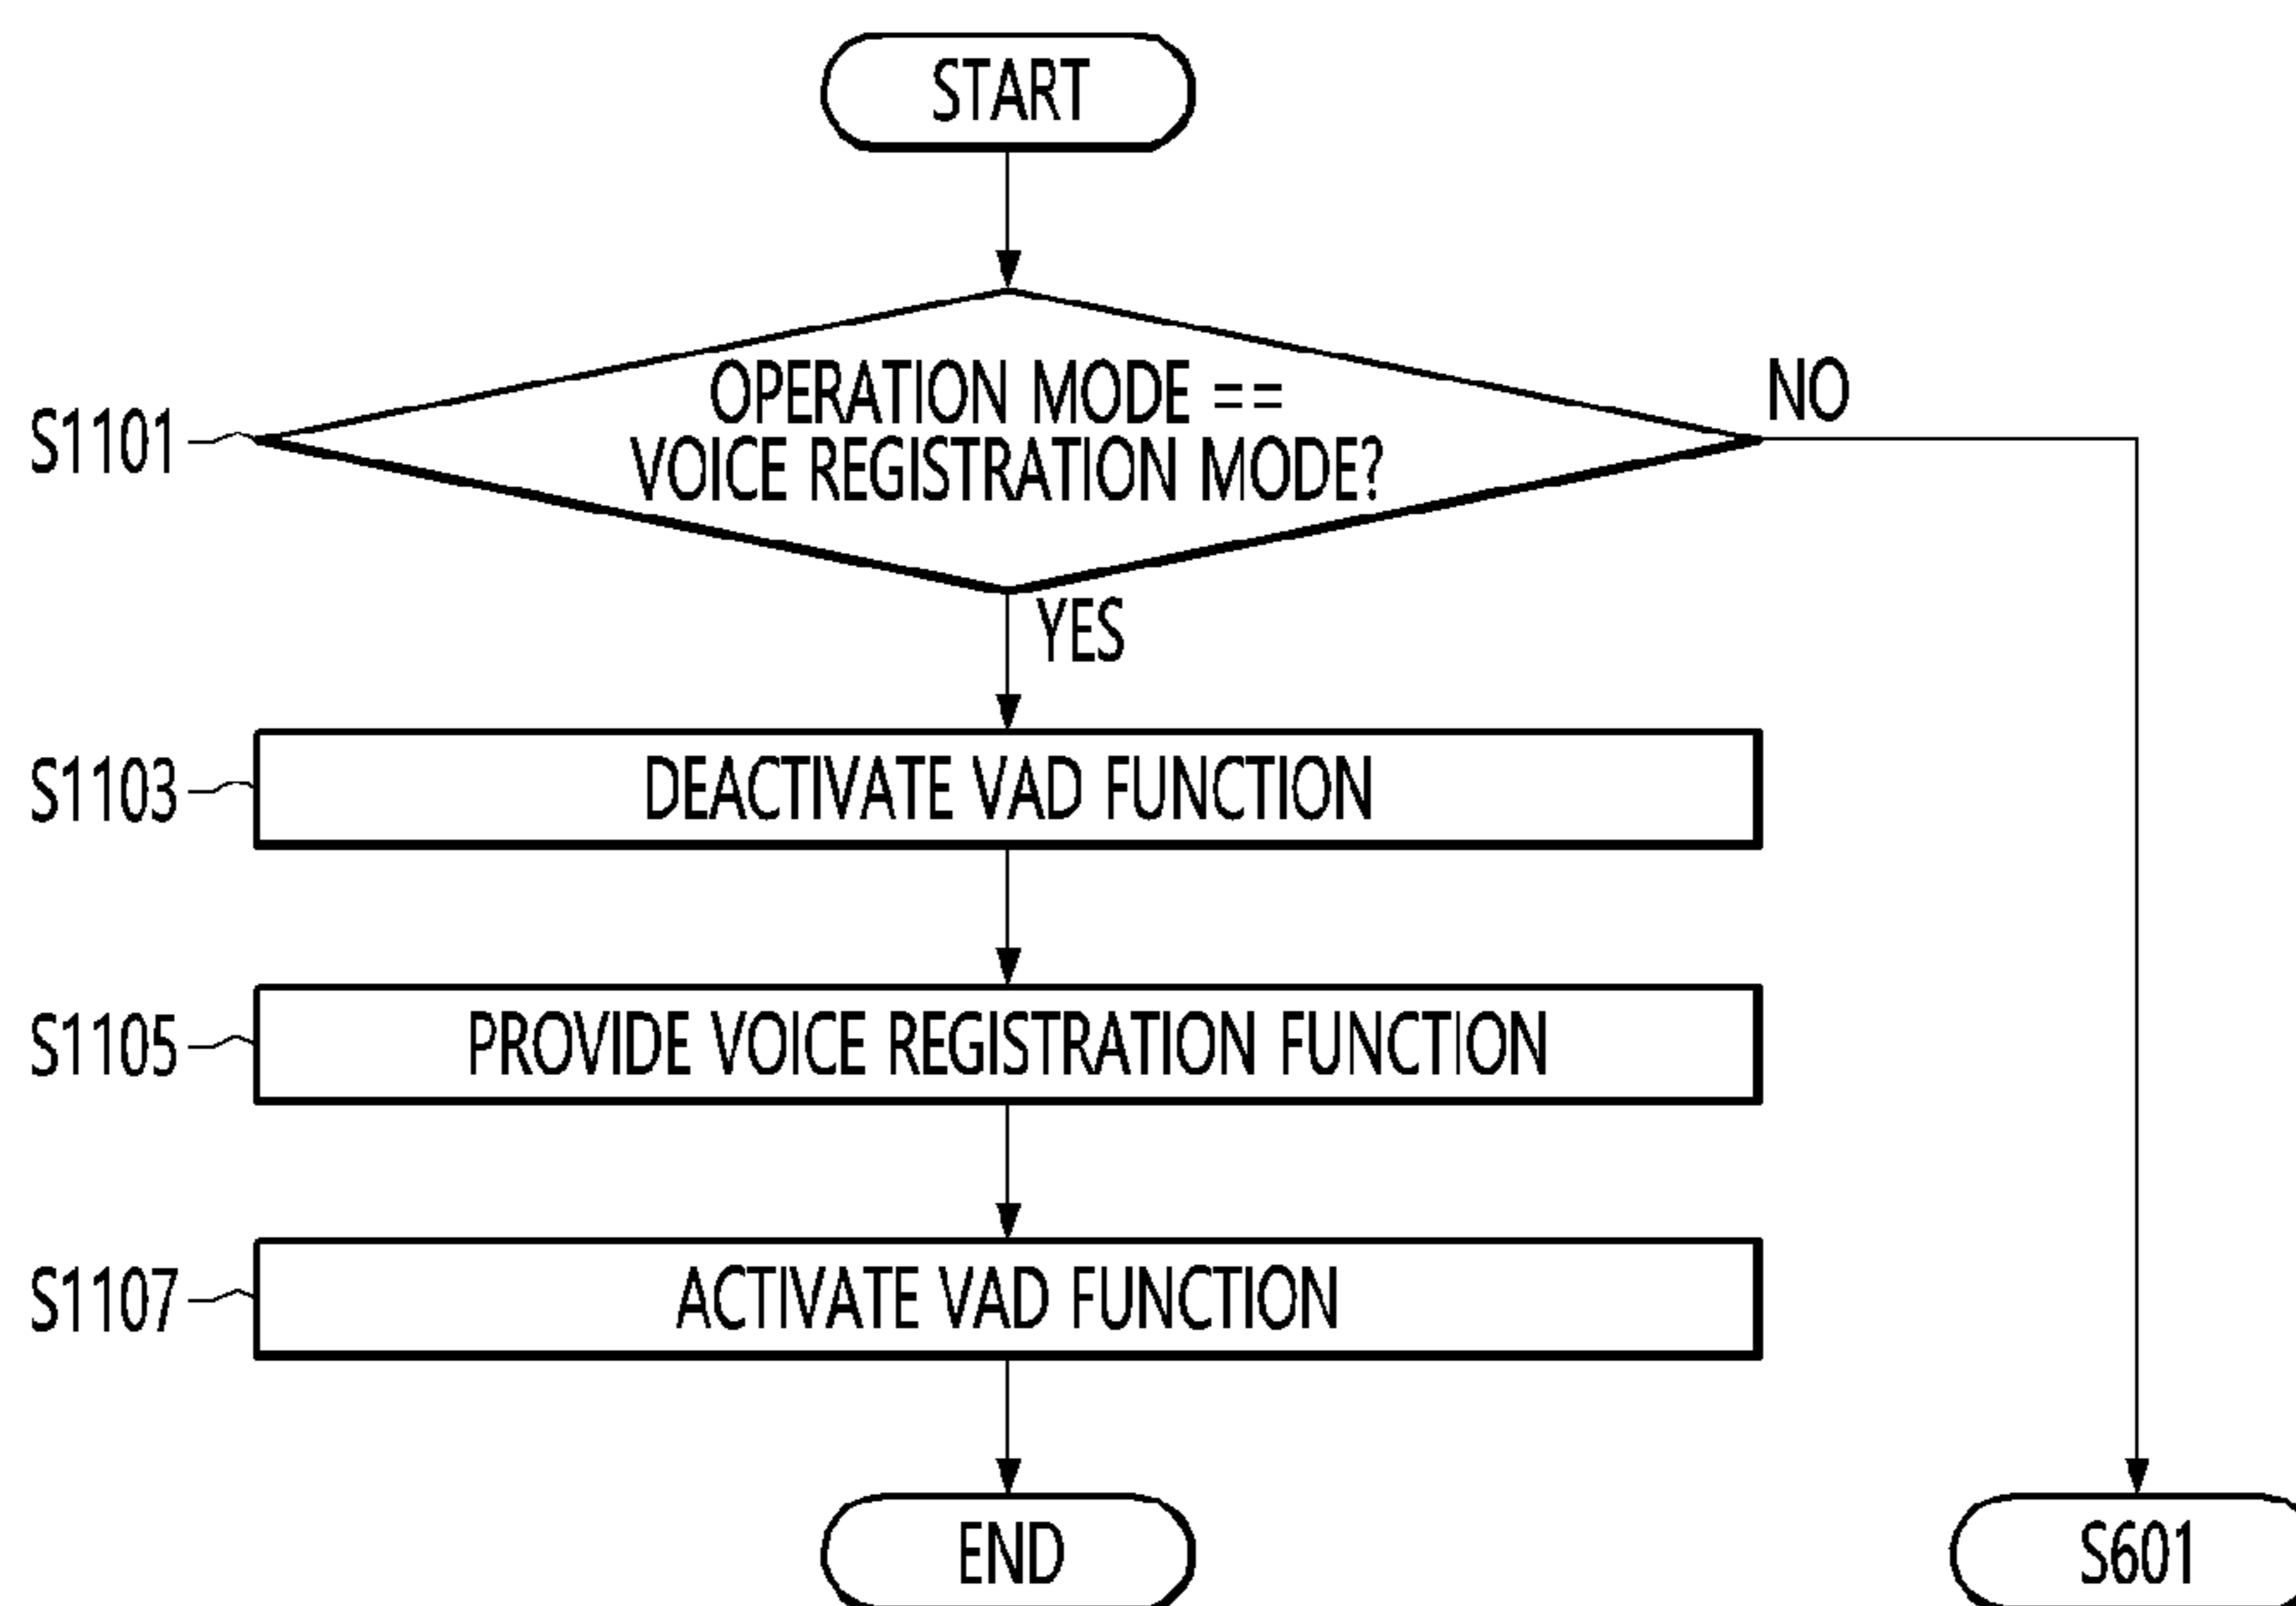 START
OPERATION MODE ==
VOICE REGISTRATION MODE?
NO
S1101
YES
S1103
DEACTIVATE VAD FUNCTION
S1105
PROVIDE VOICE REGISTRATION FUNCTION
S1107
ACTIVATE VAD FUNCTION
END
S601